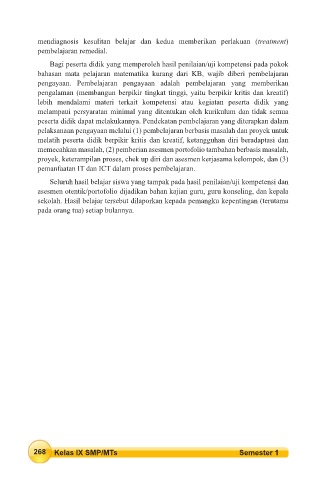 mendiagnosis kesulitan belajar dan kedua memberikan perlakuan (treatment)
pembelajaran remedial.
Bagi peserta didik yang memperoleh hasil penilaian/uji kompetensi pada pokok
bahasan mata pelajaran matematika kurang dari KB, wajib diberi pembelajaran
pengayaan. Pembelajaran pengayaan adalah pembelajaran yang memberikan
pengalaman (membangun berpikir tingkat tinggi, yaitu berpikir kritis dan kreatif)
lebih mendalami materi terkait kompetensi atau kegiatan peserta didik yang
melampaui persyaratan minimal yang ditentukan oleh kurikulum dan tidak semua
peserta didik dapat melakukannya. Pendekatan pembelajaran yang diterapkan dalam
pelaksanaan pengayaan melalui (1) pembelajaran berbasis masalah dan proyek untuk
melatih peserta didik berpikir kritis dan kreatif, ketangguhan diri beradaptasi dan
memecahkan masalah, (2) pemberian asesmen portofolio tambahan berbasis masalah,
proyek, keterampilan proses, chek up diri dan asesmen kerjasama kelompok, dan (3)
pemanfaatan IT dan ICT dalam proses pembelajaran.
Seluruh hasil belajar siswa yang tampak pada hasil penilaian/uji kompetensi dan
asesmen otentik/portofolio dijadikan bahan kajian guru, guru konseling, dan kepala
sekolah. Hasil belajar tersebut dilaporkan kepada pemangku kepentingan (terutama
pada orang tua) setiap bulannya.
268 Kelas IX SMP/MTs Semester 1